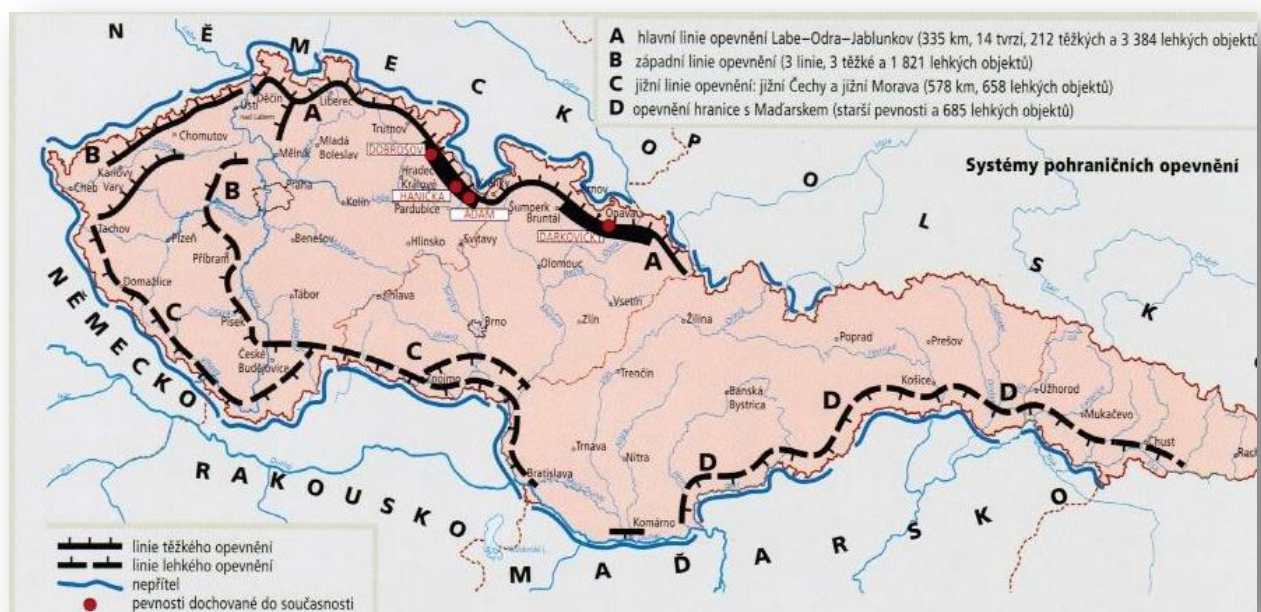 NĚMECKO
POLSK
A hlavní linie opevnění Labe–Odra–Jablunkov (335 km, 14 tvrzí, 212 těžkých a 3 384 lehkých objektů
B západní linie opevnění (3 linie, 3 těžké a 1 821 lehkých objektů)
C jižní linie opevnění: jižní Čechy a jižní Morava (578 km, 658 lehkých objektů)
D opevnění hranice s Maďarskem (starší pevnosti a 685 lehkých objektů)
Systémy pohraničních opevnění
Děčín
Ústí
nad Labem
Liberec
A
Chomutov
Trutnov
Mladá
Boleslav
Mělník
DOBROŠOV
B
Karlovy
Vary
Cheb
B
Praha
Kolín
Hradec
Králové
HANIČKA
Pardubice
ADAM
Šumperk
Bruntál
Opava
DARKOVIČKY
A
Tachov
Plzeň
Benešov
Hlinsko
Svitavy
Olomouc
Příbram
Domažlice
Tábor
Jihlava
Vsetín
C
Písek
Brno
Zlín
Žilina
Poprad
Prešov
České
Budějovice
C
Znojmo
Trenčín
Banská
Bystrica
Košice
Užhorod
D
D
Mukačevo
Chust
Trnava
Nitra
D
Bratislava
Komárno
NĚMECKO
RAKOUSKO
MAĎARSKO
linie těžkého opevnění
linie lehkého opevnění
nepřítel
pevnosti dochované do současnosti